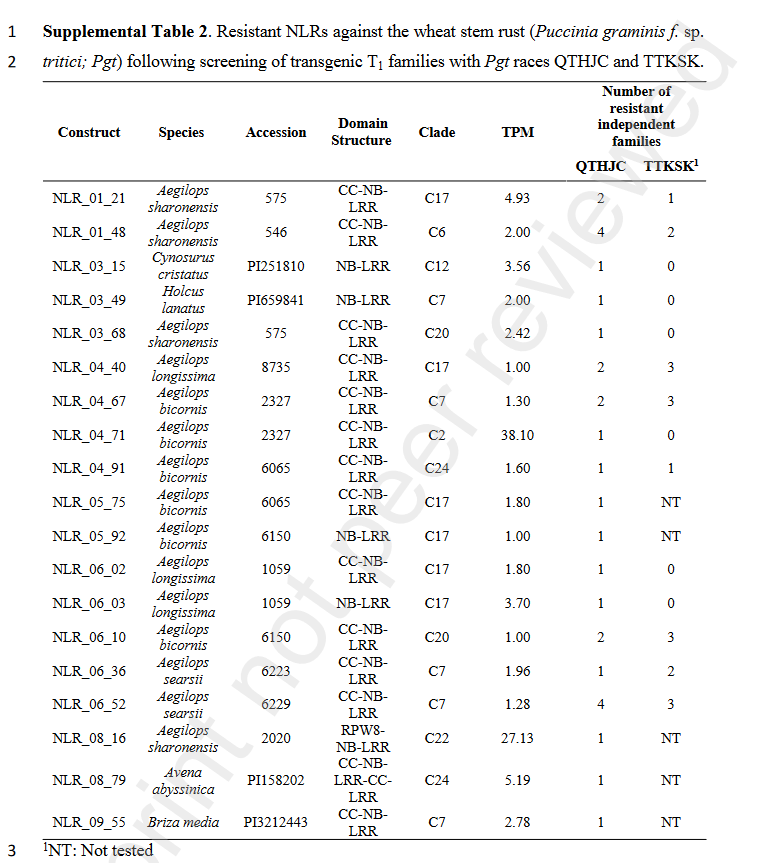 1 Supplemental Table 2. Resistant NLRs against the wheat stem rust (Puccinia graminis f. sp.
2 tritici; Pgt) following screening of transgenic T1 families with Pgt races QTHJC and TTKSK.
Construct Species Accession Domain Structure Clade TPM Number of resistant independent families
QTHJC TTKSK1
NLR_01_21 Aegilops sharonensis 575 CC-NB-LRR C17 4.93 2 1
NLR_01_48 Aegilops sharonensis 546 CC-NB-LRR C6 2.00 4 2
NLR_03_15 Cynosurus cristatus PI251810 NB-LRR C12 3.56 1 0
NLR_03_49 Holcus lanatus PI659841 NB-LRR C7 2.00 1 0
NLR_03_68 Aegilops sharonensis 575 CC-NB-LRR C20 2.42 1 0
NLR_04_40 Aegilops longissima 8735 CC-NB-LRR C17 1.00 2 3
NLR_04_67 Aegilops bicornis 2327 CC-NB-LRR C7 1.30 2 3
NLR_04_71 Aegilops bicornis 2327 CC-NB-LRR C2 38.10 1 0
NLR_04_91 Aegilops bicornis 6065 CC-NB-LRR C24 1.60 1 1
NLR_05_75 Aegilops bicornis 6065 CC-NB-LRR C17 1.80 1 NT
NLR_05_92 Aegilops bicornis 6150 NB-LRR C17 1.00 1 NT
NLR_06_02 Aegilops longissima 1059 CC-NB-LRR C17 1.80 1 0
NLR_06_03 Aegilops longissima 1059 NB-LRR C17 3.70 1 0
NLR_06_10 Aegilops bicornis 6150 CC-NB-LRR C20 1.00 2 3
NLR_06_36 Aegilops searsii 6223 CC-NB-LRR C7 1.96 1 2
NLR_06_52 Aegilops searsii 6229 CC-NB-LRR C7 1.28 4 3
NLR_08_16 Aegilops sharonensis 2020 RPW8-NB-LRR C22 27.13 1 NT
NLR_08_79 Avena abyssinica PI158202 CC-NB-LRR-CC-LRR C24 5.19 1 NT
NLR_09_55 Briza media PI3212443 CC-NB-LRR C7 2.78 1 NT
3 1NT: Not tested
print not peer reviewed